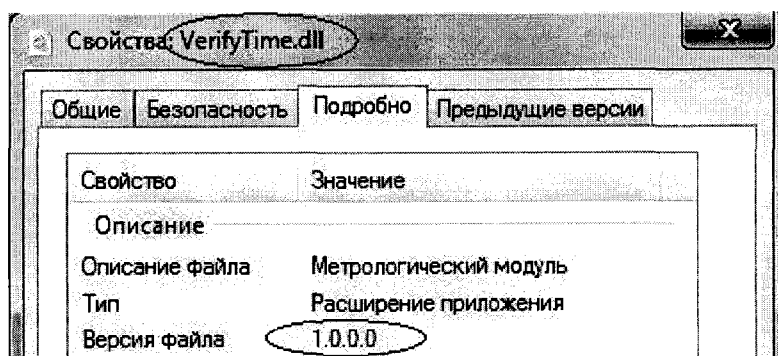 Свойства: VerifyTime.dll
Общие Безопасность Подробно Предыдущие версии
Свойство Значение
Описание
Описание файла Метрологический модуль
Тип Расширение приложения
Версия файла 1.0.0.0